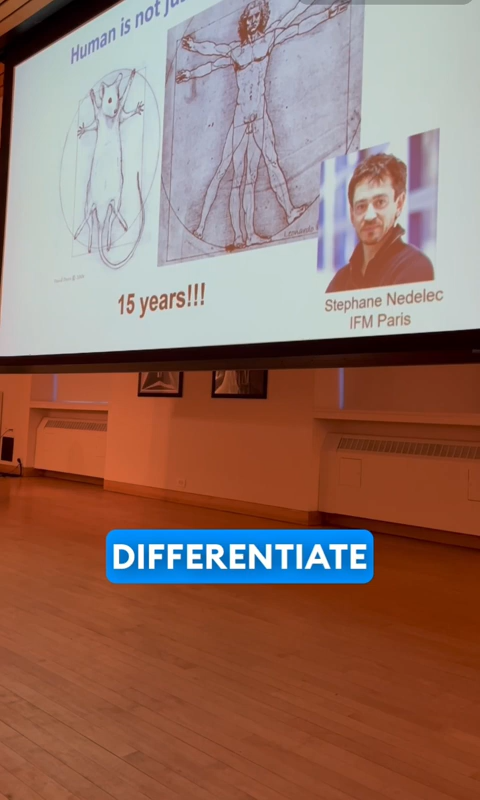 Human is not
15 years!!!
Stephane Nedelec
IFM Paris
DIFFERENTIATE